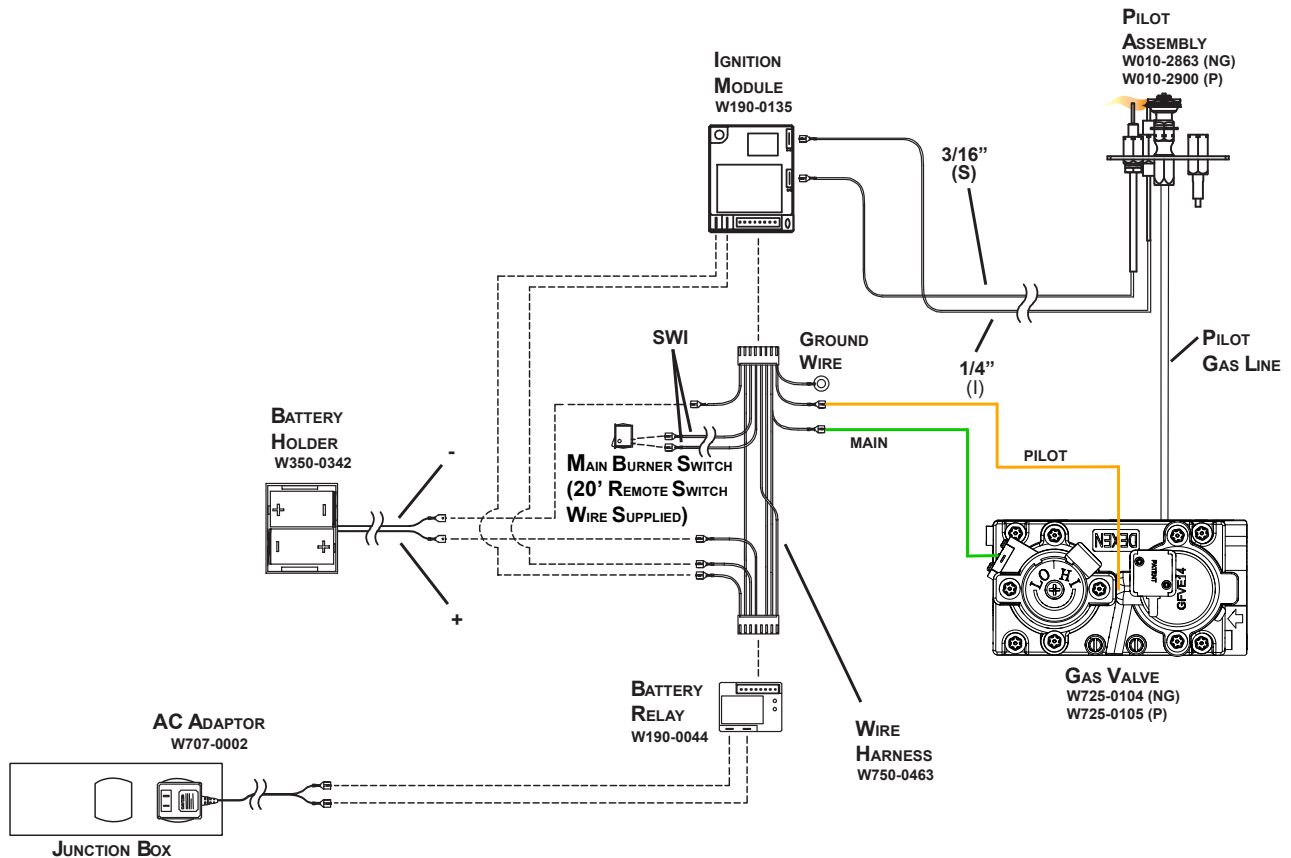 Pilot
Assembly
W010-2863 (NG)
W010-2900 (P)
Ignition
Module
W190-0135
3/16”
(S)
SWI
Ground
Wire
1/4”
(I)
Pilot
Gas Line
Battery
Holder
W350-0342
-
+
-
-
+
+
Main Burner Switch
(20' Remote Switch
Wire Supplied)
MAIN
PILOT
DEXEN
LO HI
PATENT
GFVE14
Gas Valve
W725-0104 (NG)
W725-0105 (P)
Battery
Relay
W190-0044
Wire
Harness
W750-0463
AC Adaptor
W707-0002
Junction Box